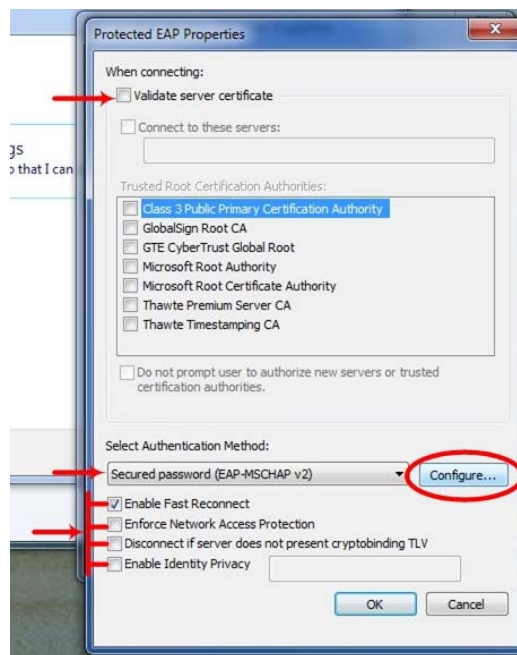 Protected EAP Properties
When connecting:
Validate server certificate
Connect to these servers:
gs
o that I can
Trusted Root Certification Authorities:
Class 3 Public Primary Certification Authority
GlobalSign Root CA
GTE CyberTrust Global Root
Microsoft Root Authority
Microsoft Root Certificate Authority
Thawte Premium Server CA
Thawte Timestamping CA
Do not prompt user to authorize new servers or trusted
certification authorities.
Select Authentication Method:
Secured password (EAP-MSCHAP v2)
Configure...
Enable Fast Reconnect
Enforce Network Access Protection
Disconnect if server does not present cryptobinding TLV
Enable Identity Privacy
OK
Cancel